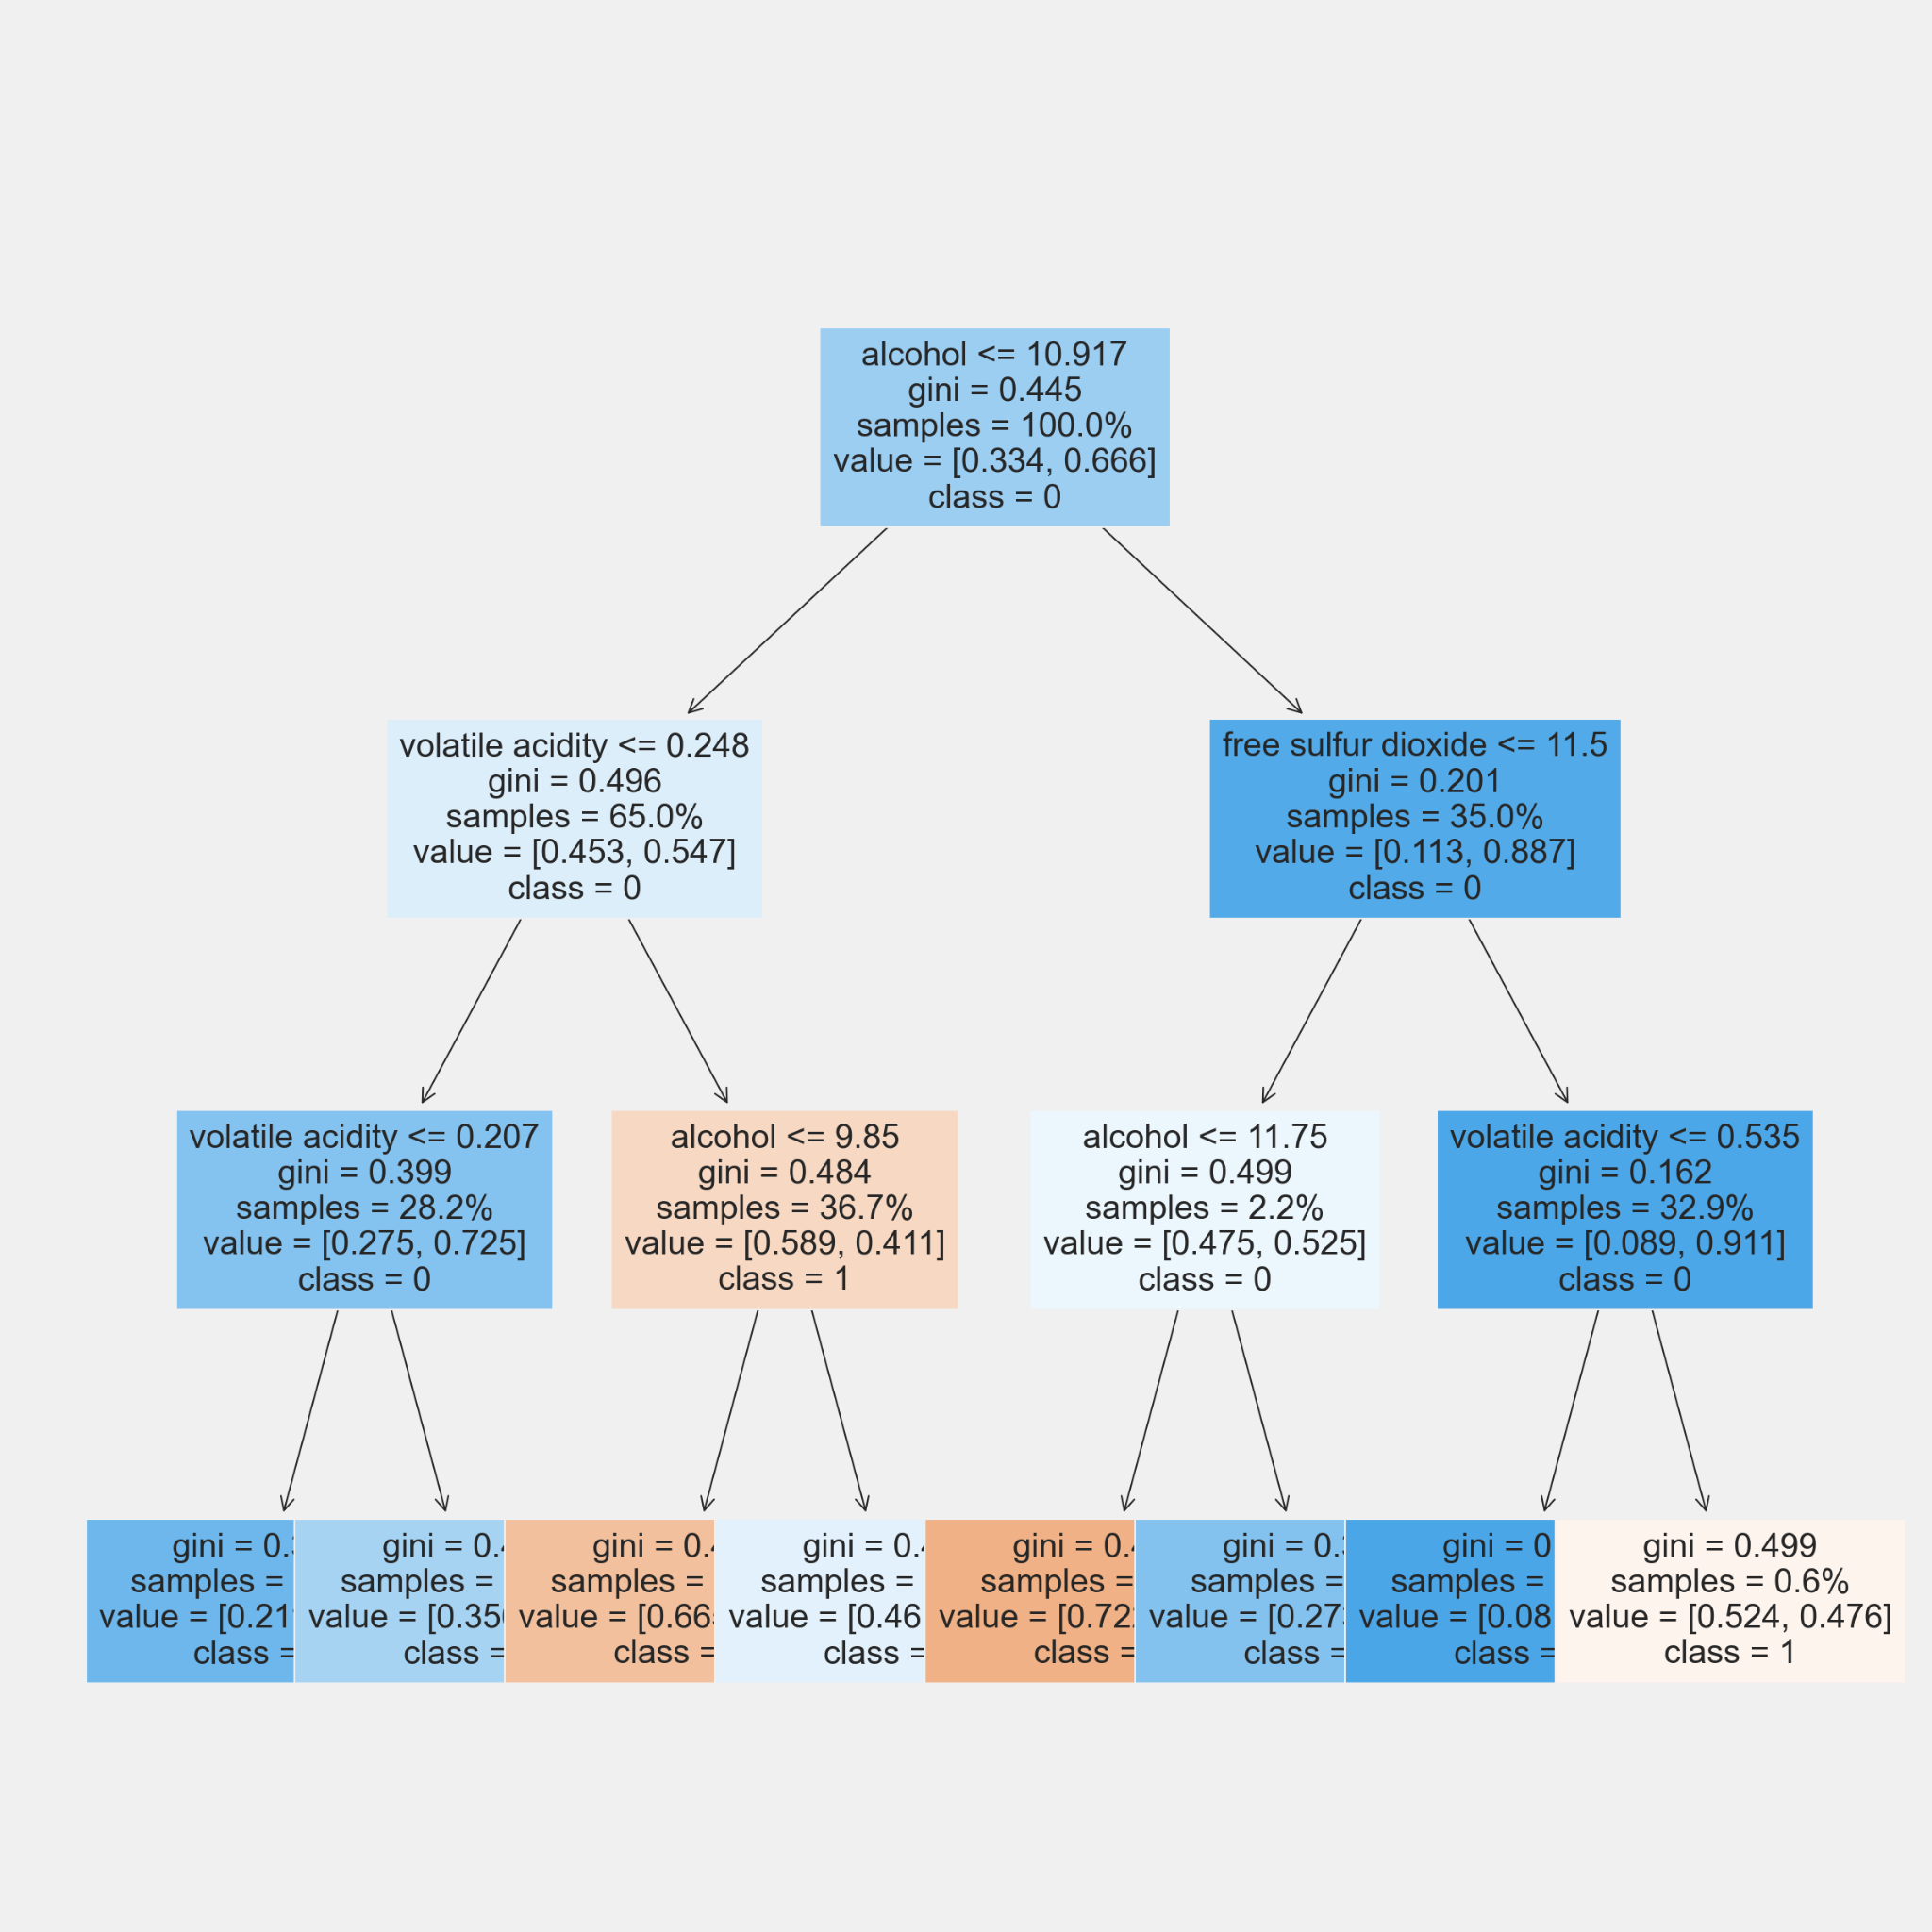 alcohol <= 10.917
gini = 0.445
samples = 100.0%
value = [0.334, 0.666]
class = 0
volatile acidity <= 0.248
gini = 0.496
samples = 65.0%
value = [0.453, 0.547]
class = 0
free sulfur dioxide <= 11.5
gini = 0.201
samples = 35.0%
value = [0.113, 0.887]
class = 0
volatile acidity <= 0.207
gini = 0.399
samples = 28.2%
value = [0.275, 0.725]
class = 0
alcohol <= 9.85
gini = 0.484
samples = 36.7%
value = [0.589, 0.411]
class = 1
alcohol <= 11.75
gini = 0.499
samples = 2.2%
value = [0.475, 0.525]
class = 0
volatile acidity <= 0.535
gini = 0.162
samples = 32.9%
value = [0.089, 0.911]
class = 0
gini =
samples =
value =
class =
gini =
samples =
value =
class =
gini =
samples =
value =
class =
gini =
samples =
value =
class =
gini =
samples =
value =
class =
gini =
samples =
value =
class =
gini =
samples =
value =
class =
gini = 0.499
samples = 0.6%
value = [0.524, 0.476]
class = 1